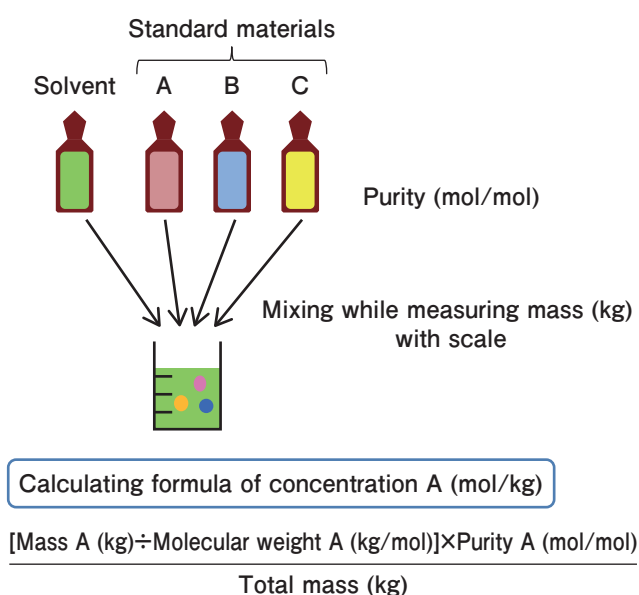 Standard materials
Solvent A B C
Purity (mol/mol)
Mixing while measuring mass (kg)
with scale
Calculating formula of concentration A (mol/kg)
[Mass A (kg)÷Molecular weight A (kg/mol)]×Purity A (mol/mol)
Total mass (kg)